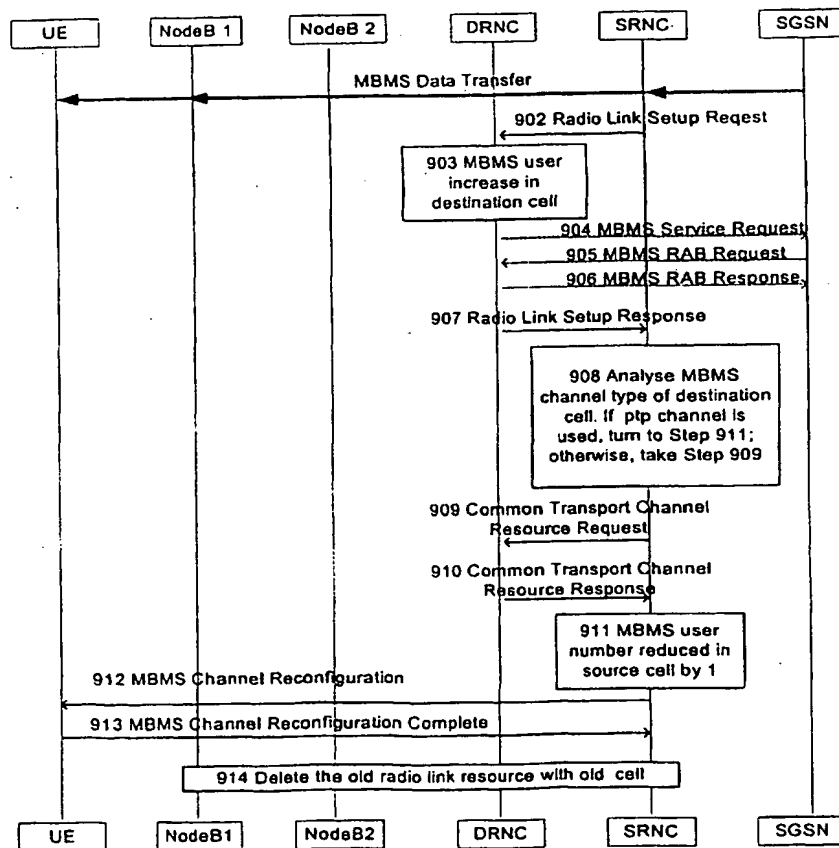 UE NodeB 1 NodeB 2 DRNC SRNC SGSN
MBMS Data Transfer
902 Radio Link Setup Reqest
903 MBMS user
increase in
destination cell
904 MBMS Service Request
905 MBMS RAB Request
906 MBMS RAB Response
907 Radio Link Setup Response
908 Analyse MBMS
channel type of destination
cell. If ptp channel is
used, turn to Step 911;
otherwise, take Step 909
909 Common Transport Channel
Resource Request
910 Common Transport Channel
Resource Response
911 MBMS user
number reduced in
source cell by 1
912 MBMS Channel Reconfiguration
913 MBMS Channel Reconfiguration Complete
914 Delete the old radio link resource with old cell
UE NodeB1 NodeB2 DRNC SRNC SGSN